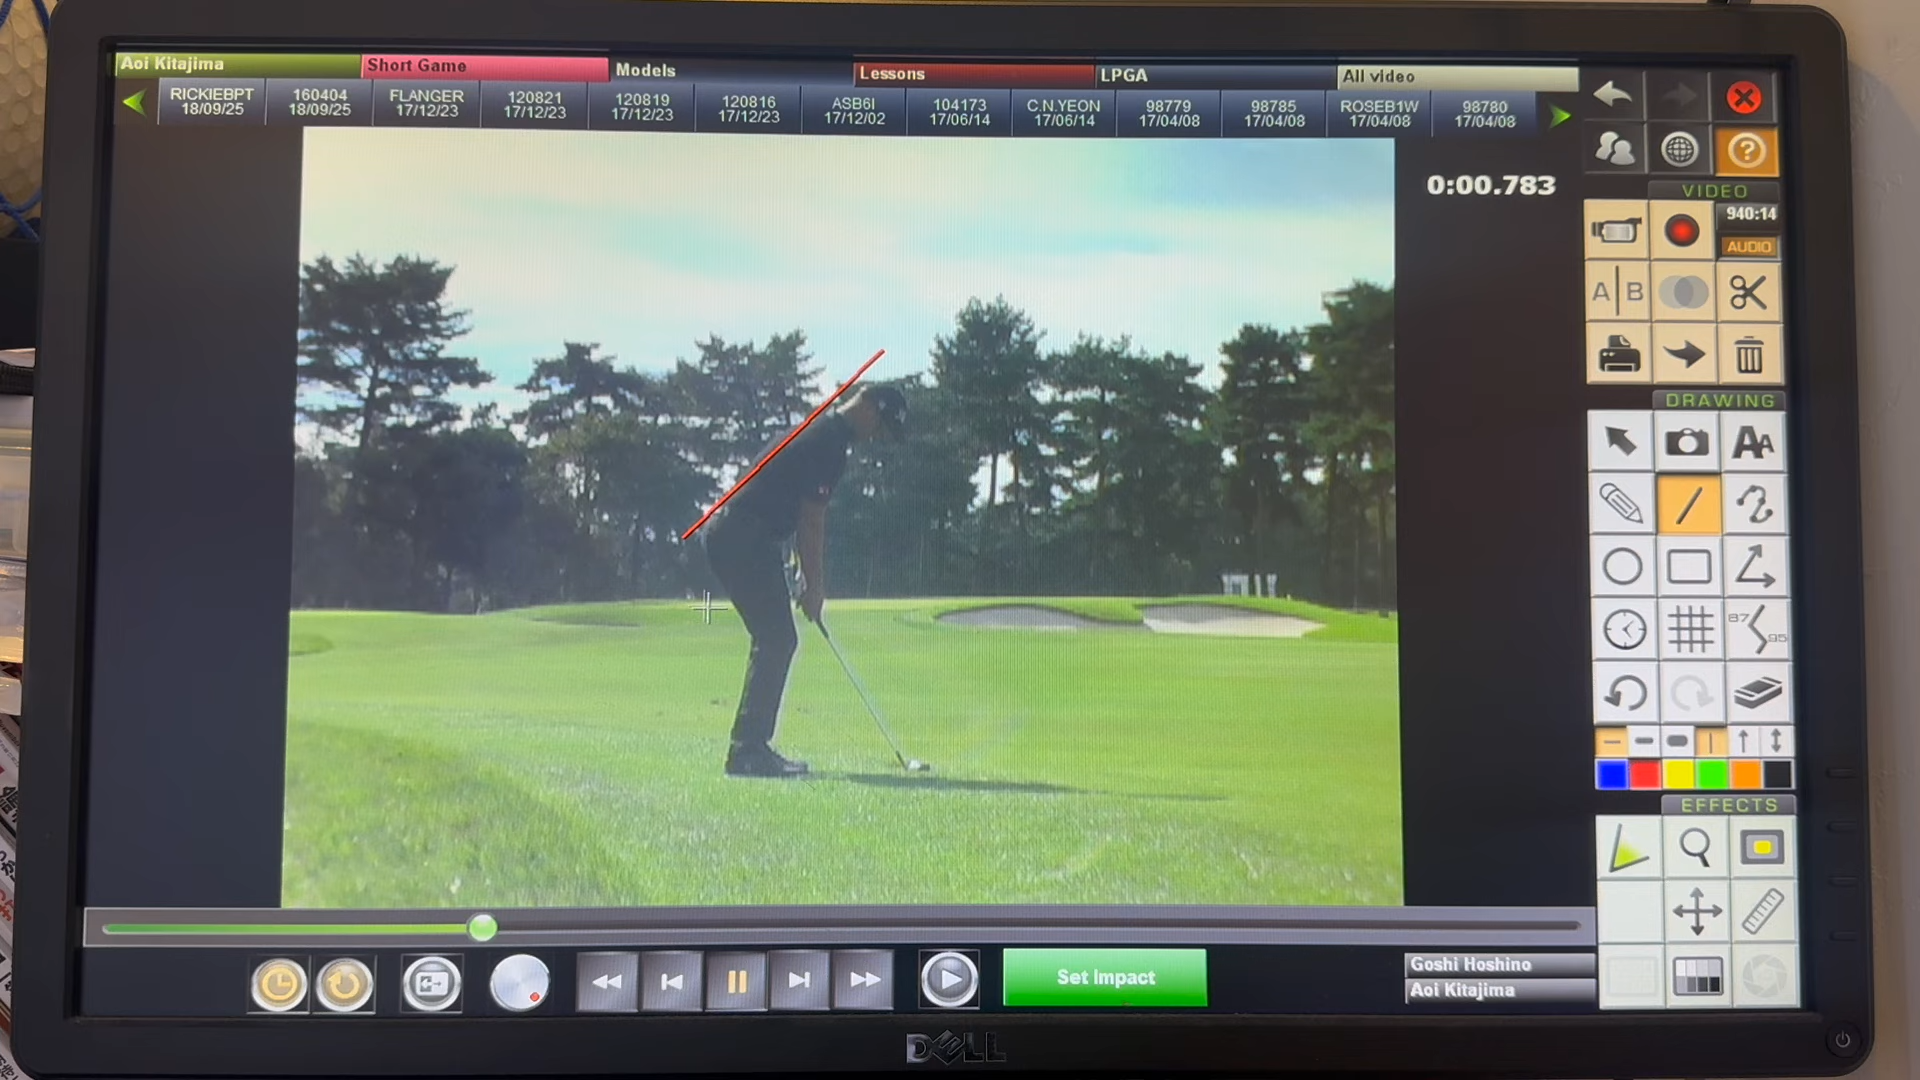 Aoi Kitajima
Short Game
Models
Lessons
LPGA
All video
RICKIEBPT
18/09/25
160404
18/09/25
FLANGER
17/12/23
120821
17/12/23
120819
17/12/23
120816
17/12/23
ASB6I
17/12/02
104173
17/06/14
C.N.YEON
17/06/14
98779
17/04/08
98785
17/04/08
ROSEB1W
17/04/08
98780
17/04/08
0:00.783
?
VIDEO
940:14
AUDIO
A|B
DRAWING
AA
87
95
EFFECTS
Set Impact
Goshi Hoshino
Aoi Kitajima
DELL